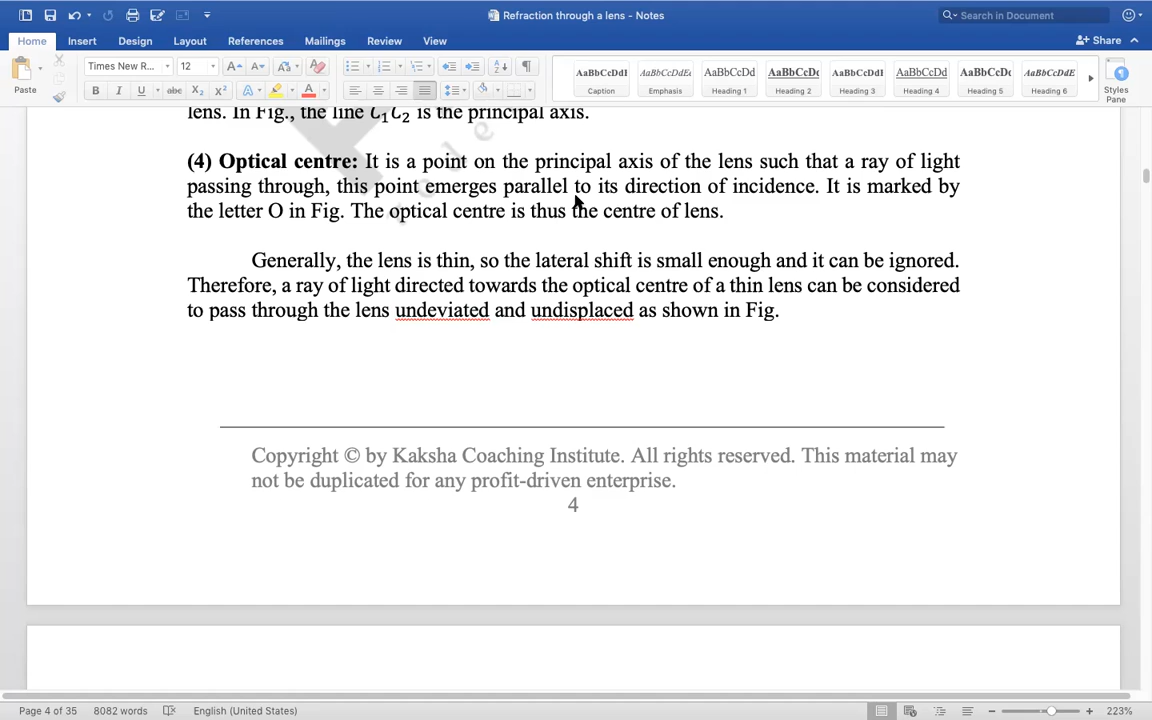 Refraction through a lens - Notes
Search in Document
Home Insert Design Layout References Mailings Review View
Share
Paste
Times New R... 12
AaBbCcDdI AaBbCcDdEe AaBbCcDd AaBbCcDc AaBbCcDdI AaBbCcDd AaBbCcDc AaBbCcDdE
Caption Emphasis Heading 1 Heading 2 Heading 3 Heading 4 Heading 5 Heading 6
Styles
Pane
lens. In Fig., the line C₁C₂ is the principal axis.
(4) Optical centre: It is a point on the principal axis of the lens such that a ray of light
passing through, this point emerges parallel to its direction of incidence. It is marked by
the letter O in Fig. The optical centre is thus the centre of lens.
Generally, the lens is thin, so the lateral shift is small enough and it can be ignored.
Therefore, a ray of light directed towards the optical centre of a thin lens can be considered
to pass through the lens undeviated and undisplaced as shown in Fig.
Copyright © by Kaksha Coaching Institute. All rights reserved. This material may
not be duplicated for any profit-driven enterprise.
4
Page 4 of 35 8082 words English (United States) 223%